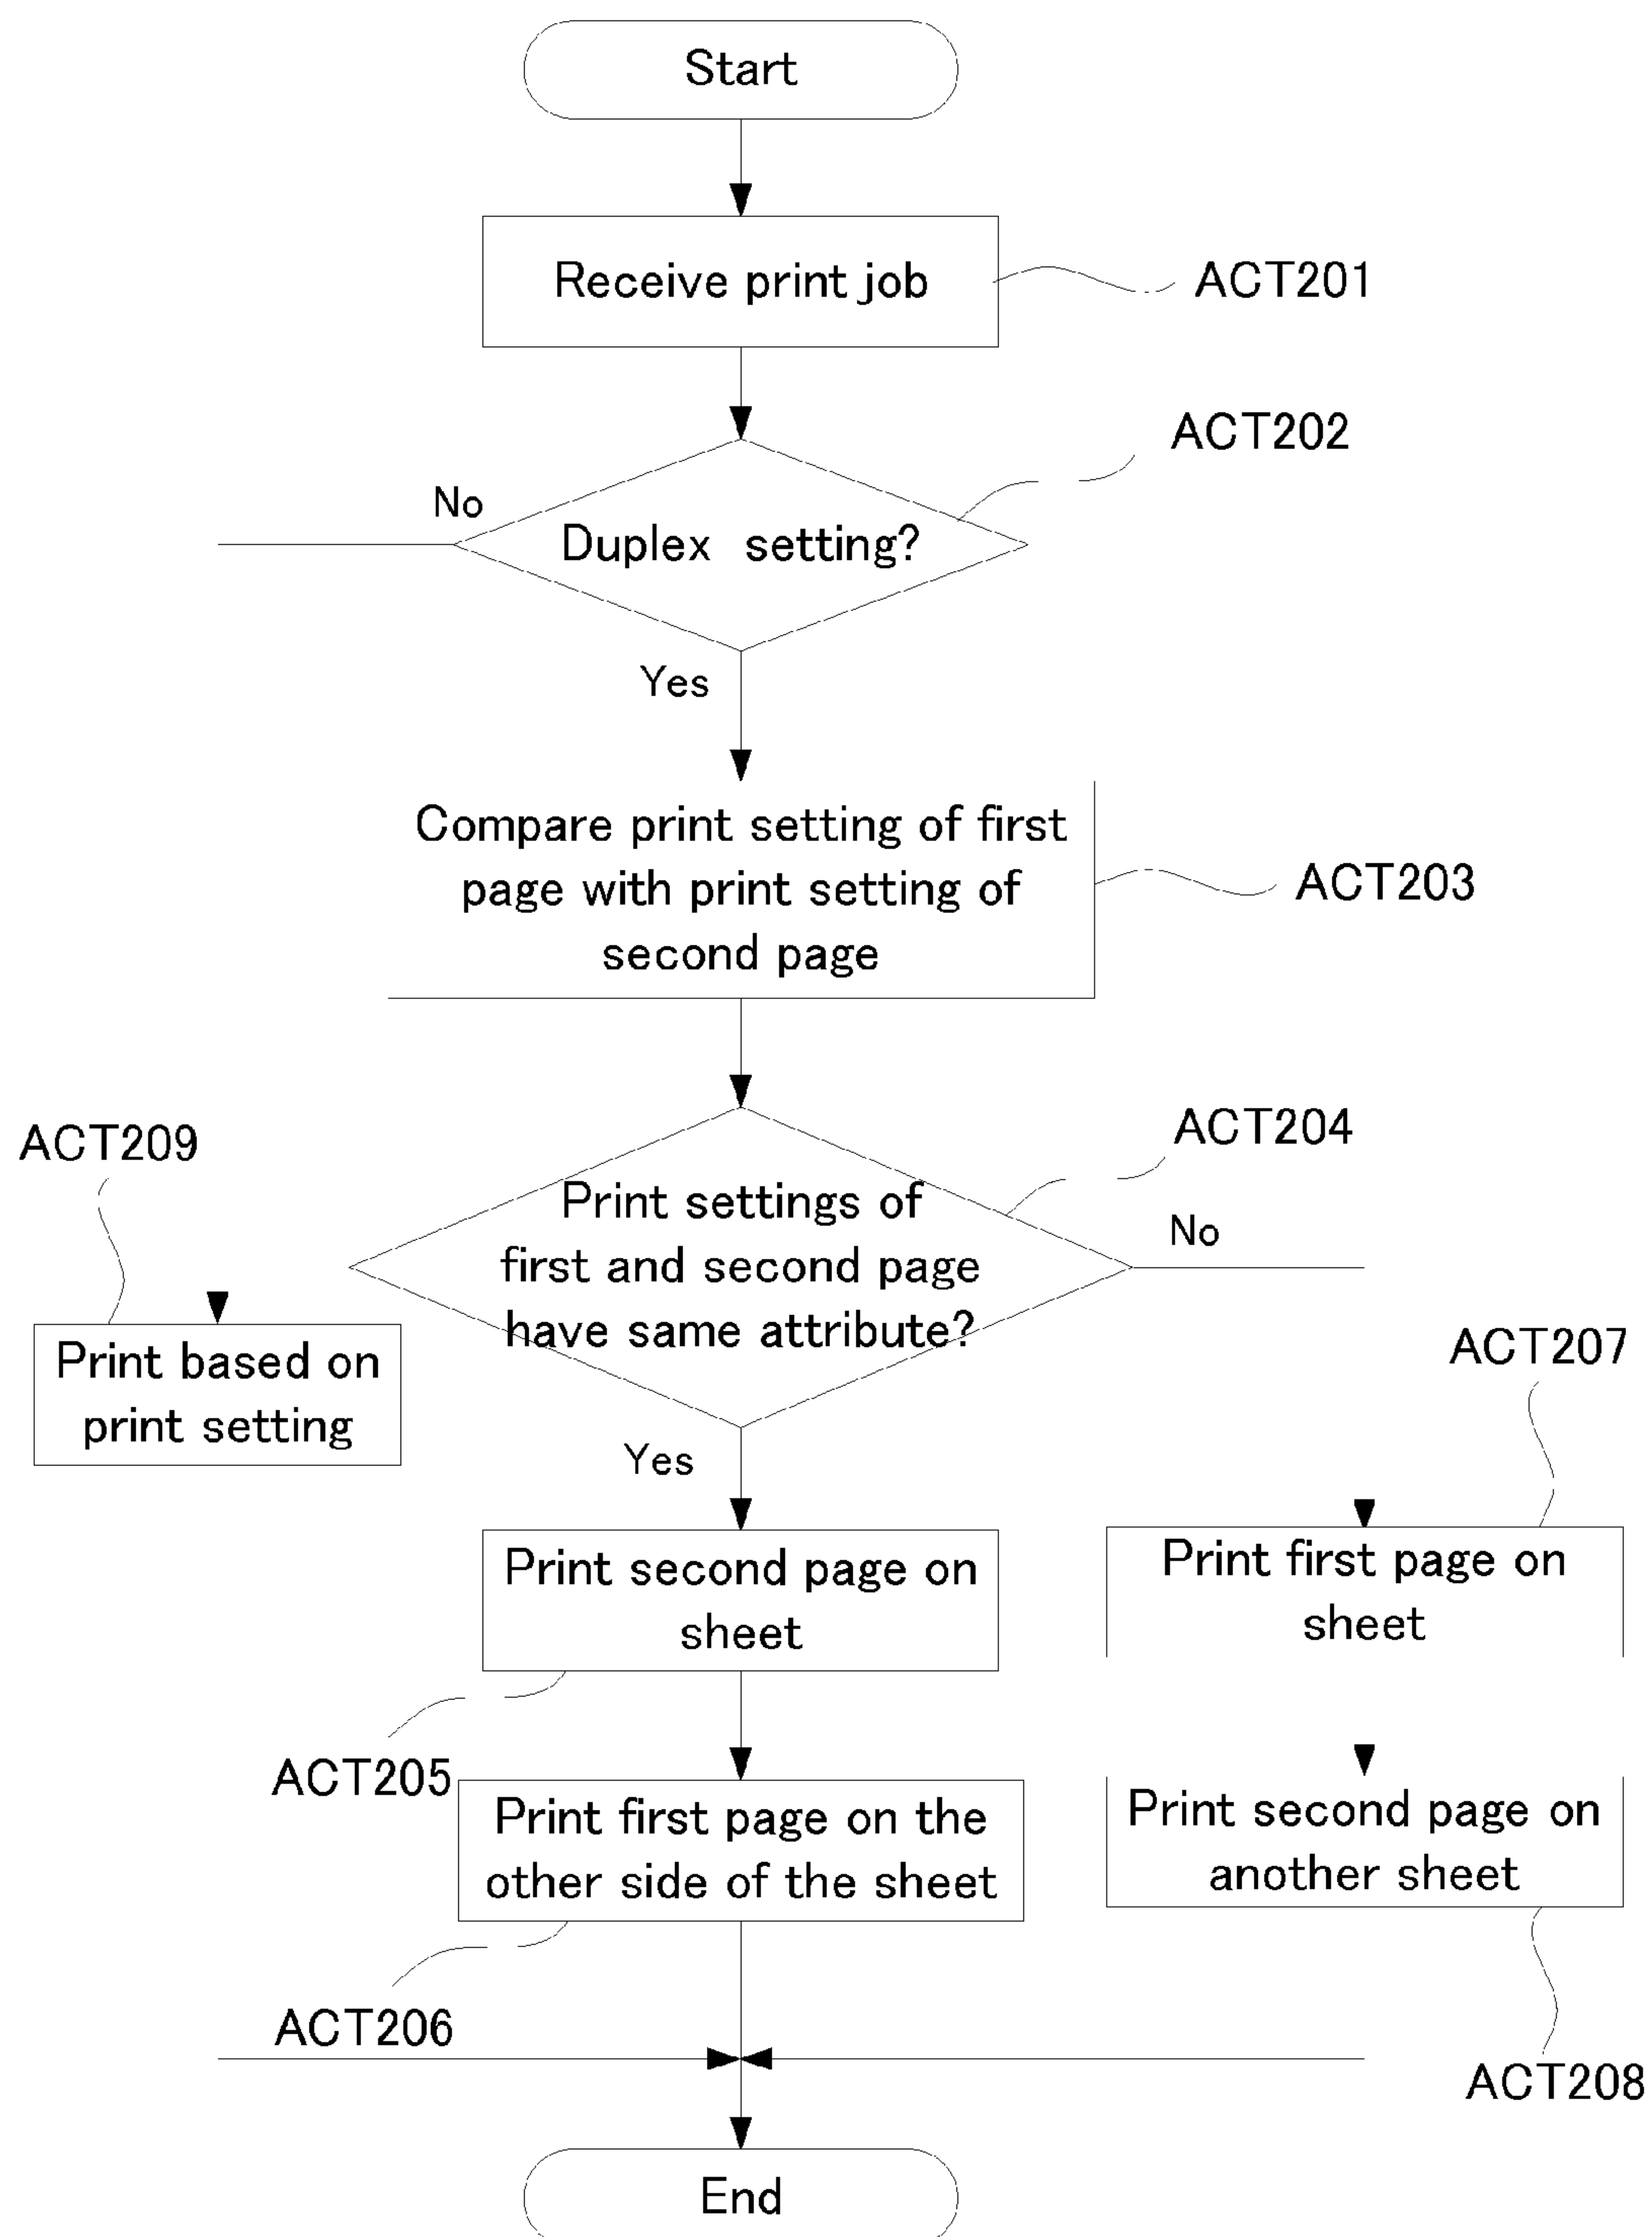 Start
Receive print job
ACT201
ACT202
No
Duplex setting?
Yes
Compare print setting of first
page with print setting of
second page
ACT203
ACT209
ACT204
Print settings of
first and second page
have same attribute?
No
Print based on
print setting
ACT207
Yes
Print second page on
sheet
Print first page on
sheet
ACT205
Print first page on the
other side of the sheet
Print second page on
another sheet
ACT206
ACT208
End